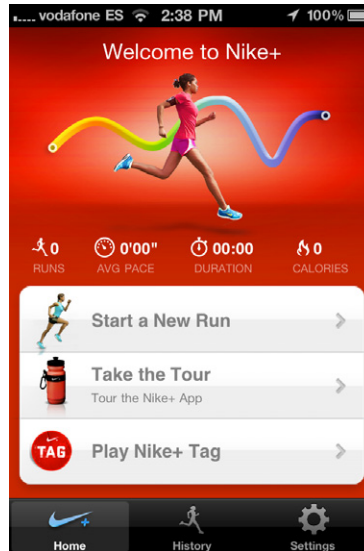 vodafone ES 2:38 PM 100%
Welcome to Nike+
0 0'00" 00:00 0
RUNS AVG PACE DURATION CALORIES
Start a New Run
Take the Tour
Tour the Nike+ App
TAG Play Nike+ Tag
Home History Settings